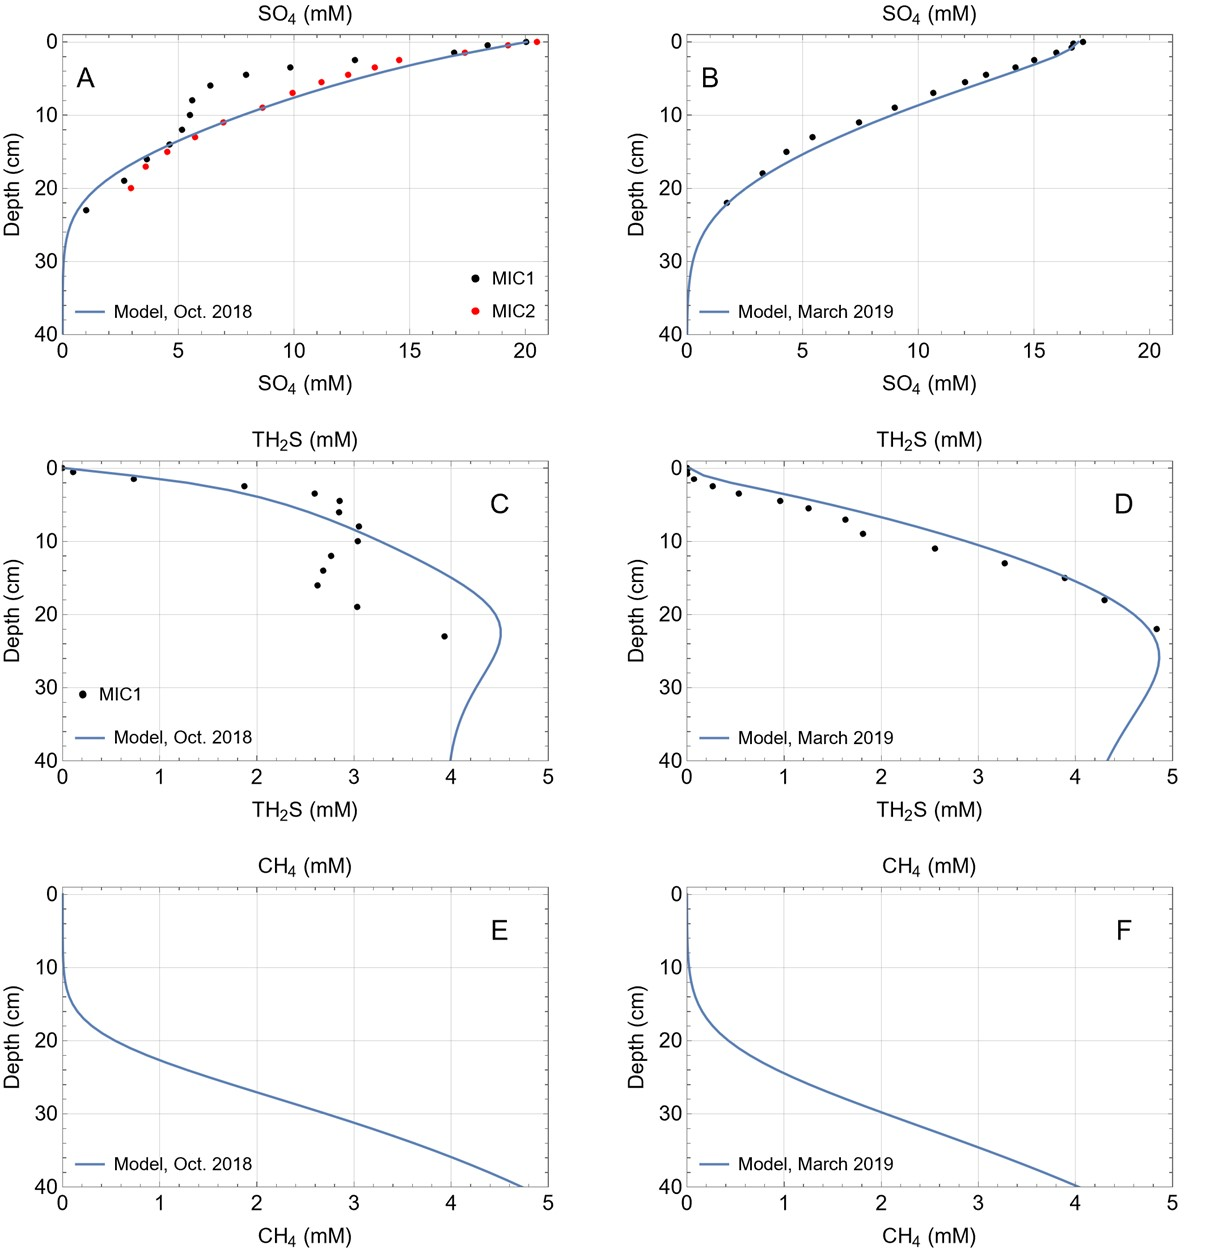 SO4 (mM)
0
10
20
30
40
Depth (cm)
A
MIC1
MIC2
Model, Oct. 2018
0 5 10 15 20
SO4 (mM)
SO4 (mM)
0
10
20
30
40
Depth (cm)
B
Model, March 2019
0 5 10 15 20
SO4 (mM)
TH2S (mM)
0
10
20
30
40
Depth (cm)
C
MIC1
Model, Oct. 2018
0 1 2 3 4 5
TH2S (mM)
TH2S (mM)
0
10
20
30
40
Depth (cm)
D
Model, March 2019
0 1 2 3 4 5
TH2S (mM)
CH4 (mM)
0
10
20
30
40
Depth (cm)
E
Model, Oct. 2018
0 1 2 3 4 5
CH4 (mM)
CH4 (mM)
0
10
20
30
40
Depth (cm)
F
Model, March 2019
0 1 2 3 4 5
CH4 (mM)